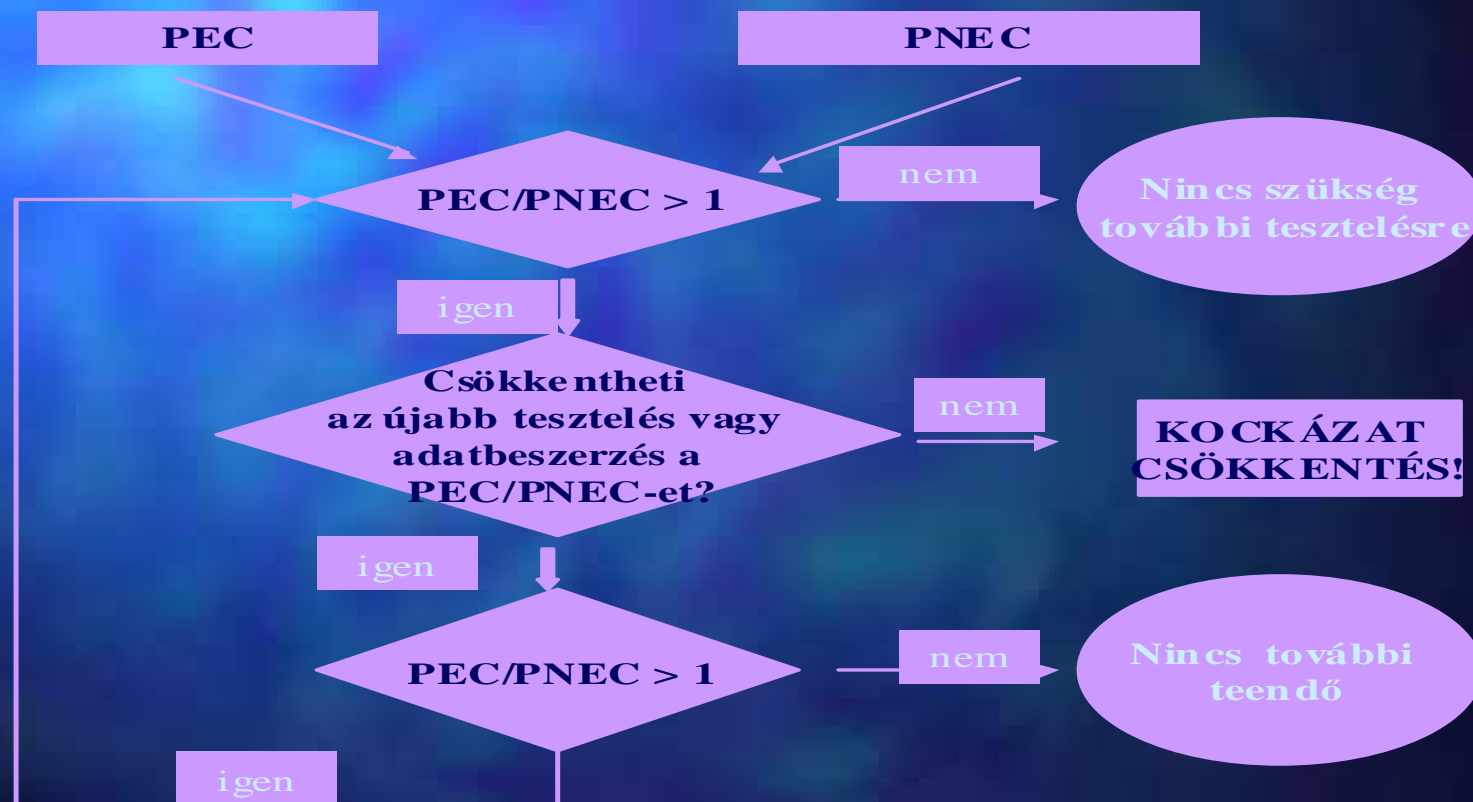 PEC
PNEC
PEC/PNEC > 1
nem
Nincs szükség
további tesztelésre
igen
Csökkentheti
az újabb tesztelés vagy
adatbeszerzés a
PEC/PNEC-et?
nem
KOCKÁZAT
CSÖKKENTÉS!
igen
PEC/PNEC > 1
nem
Nincs további
teendő
igen